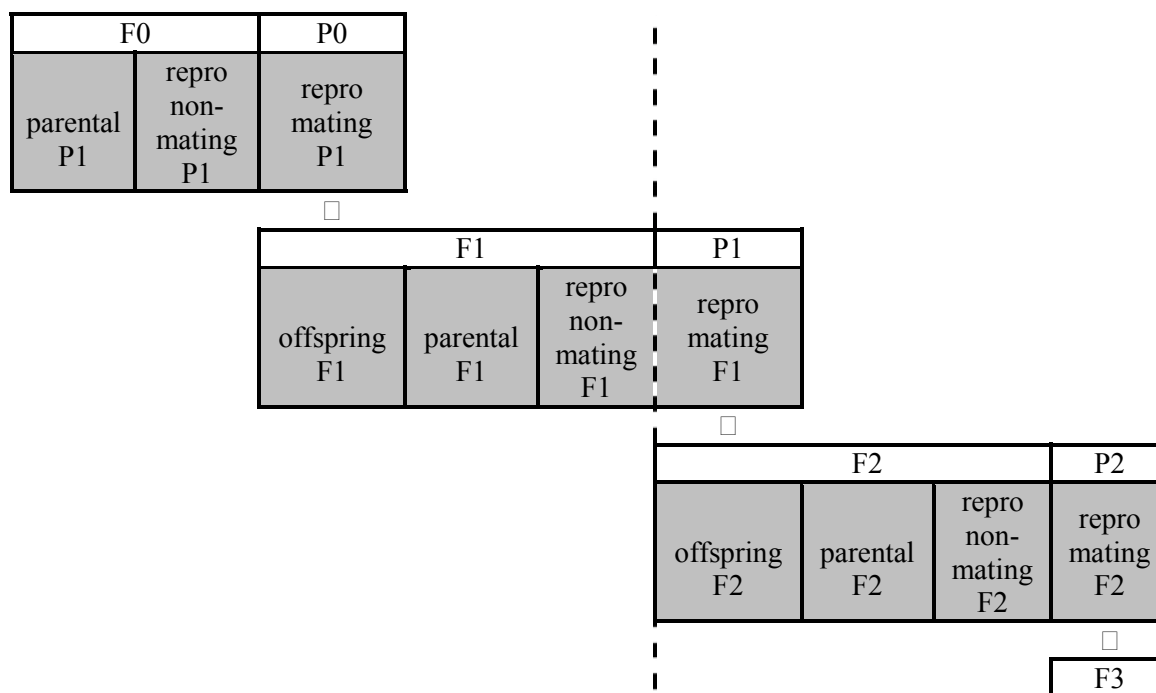 F0
P0
parental
P1
repro
non-
mating
P1
repro
mating
P1
F1
P1
offspring
F1
parental
F1
repro
non-
mating
F1
repro
mating
F1
F2
P2
offspring
F2
parental
F2
repro
non-
mating
F2
repro
mating
F2
F3